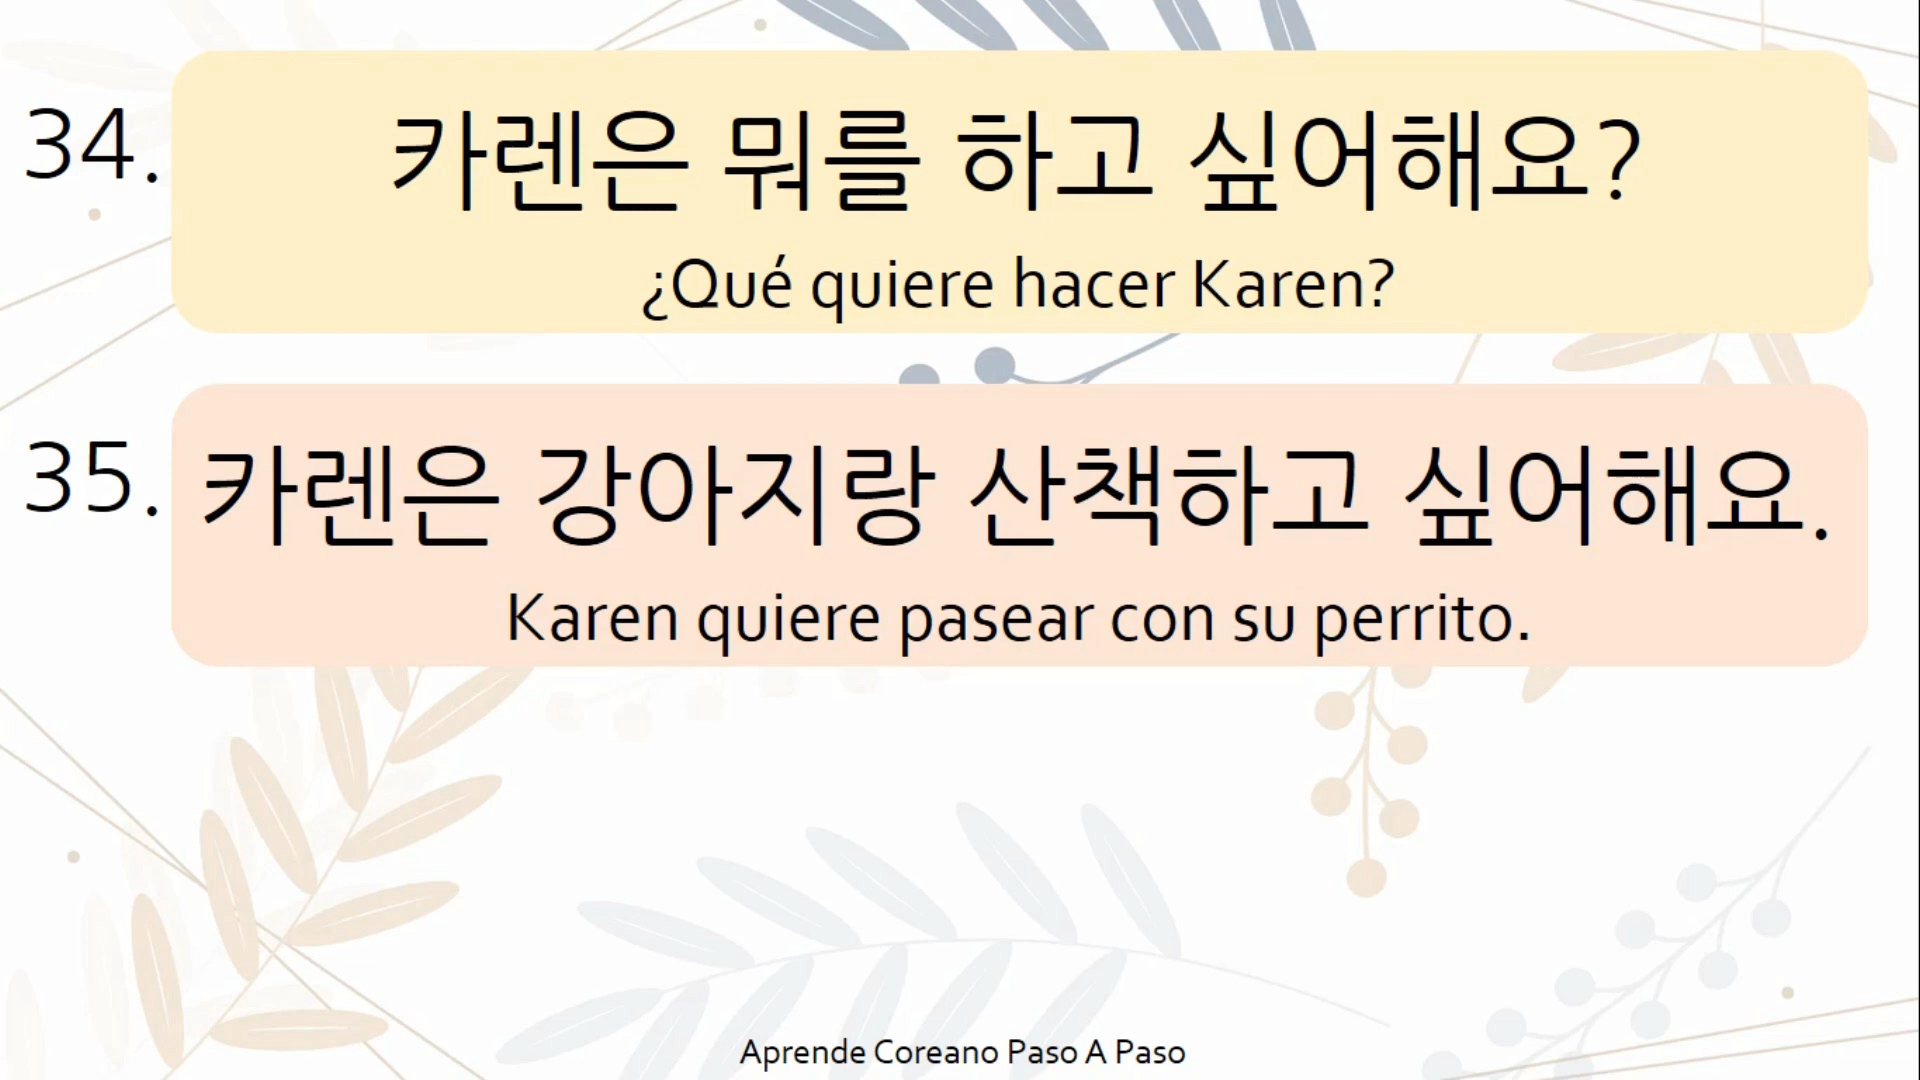 34. 카렌은 뭐를 하고 싶어해요?
¿Qué quiere hacer Karen?
35. 카렌은 강아지랑 산책하고 싶어해요.
Karen quiere pasear con su perrito.
Aprende Coreano Paso A Paso